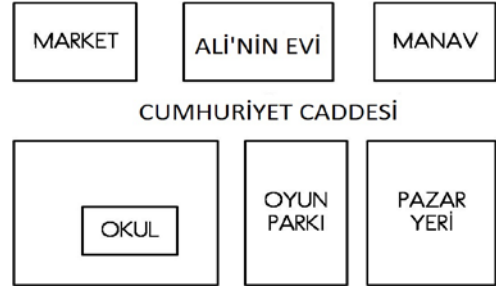 MARKET
ALİ'NİN EVİ
MANAV
CUMHURİYET CADDESİ
OKUL
OYUN
PARKI
PAZAR
YERİ